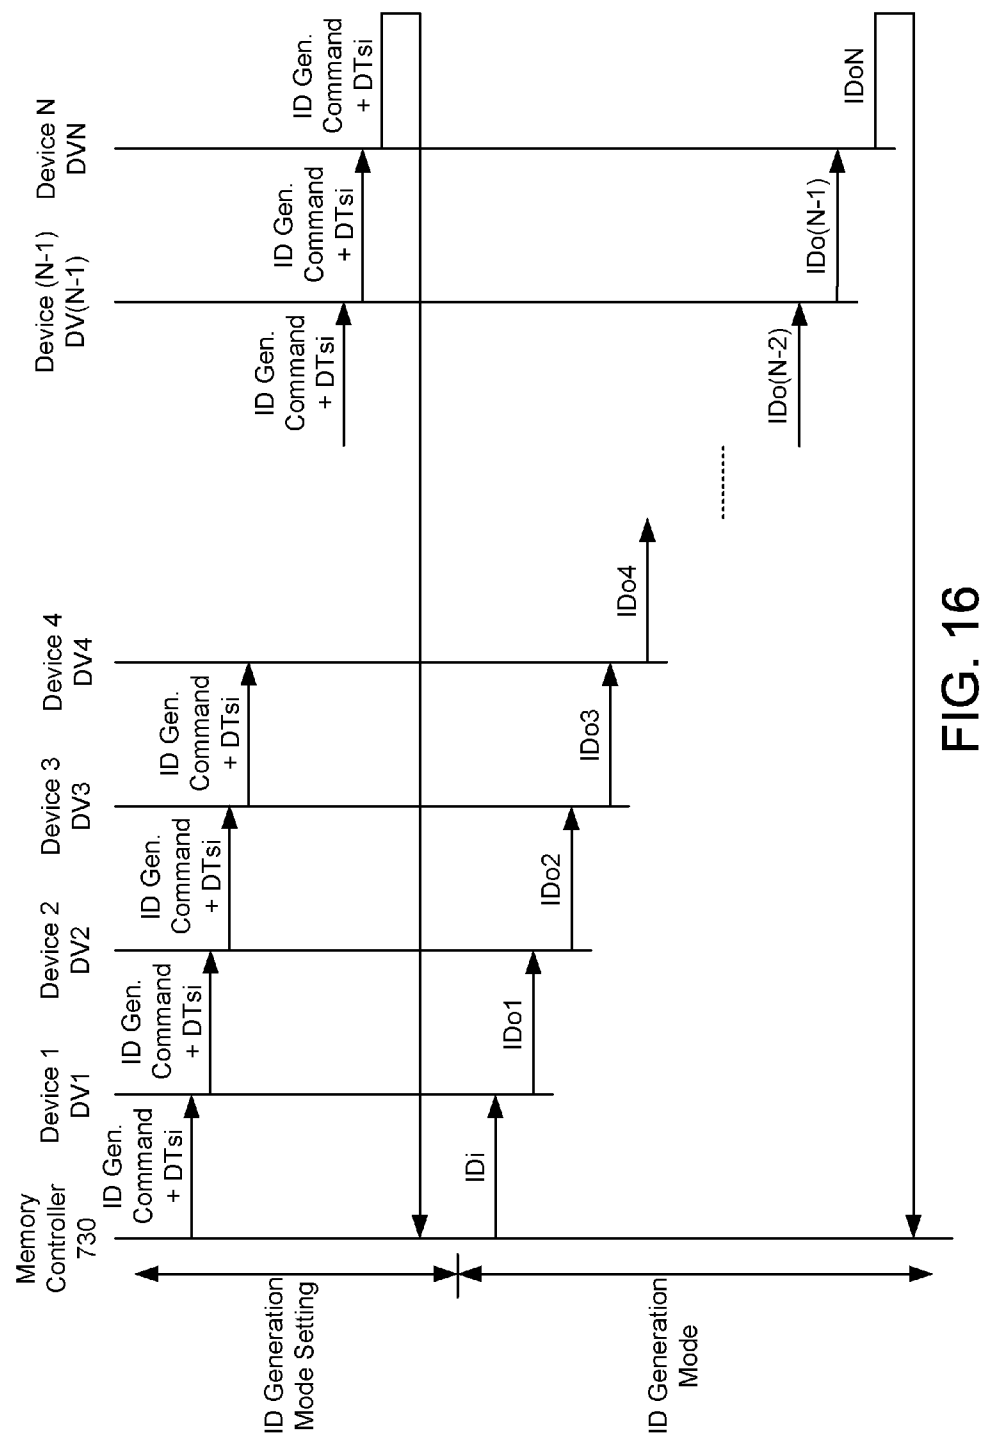 Memory
Controller
730
Device 1
DV1
Device 2
DV2
Device 3
DV3
Device 4
DV4
Device (N-1)
DV(N-1)
Device N
DVN
ID Generation
Mode Setting
ID Gen.
Command
+ DTsi
ID Gen.
Command
+ DTsi
ID Gen.
Command
+ DTsi
ID Gen.
Command
+ DTsi
ID Gen.
Command
+ DTsi
ID Gen.
Command
+ DTsi
ID Gen.
Command
+ DTsi
ID Generation
Mode
IDi
IDo1
IDo2
IDo3
IDo4
IDo(N-2)
IDo(N-1)
IDoN
FIG. 16